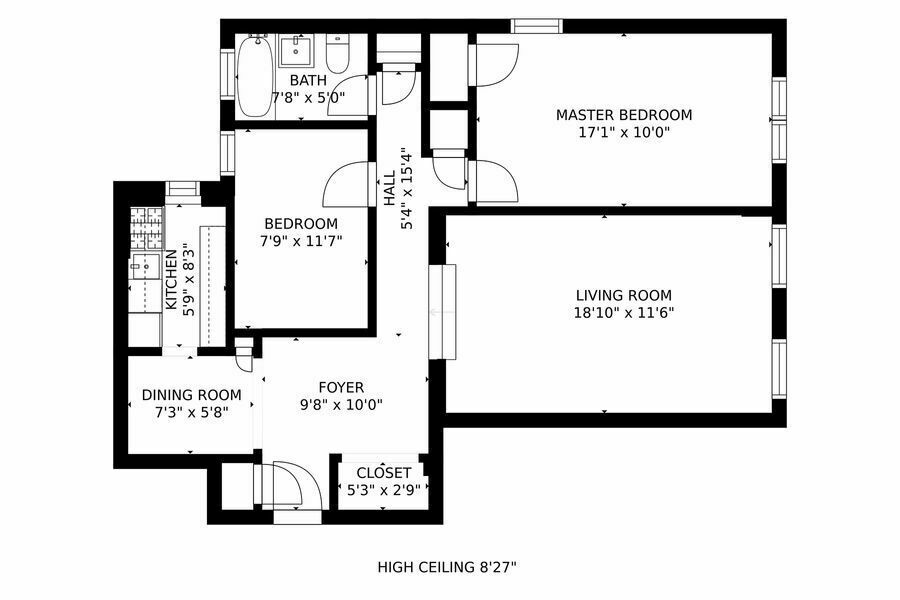 BATH
7'8" x 5'0"
MASTER BEDROOM
17'1" x 10'0"
HALL
5'4" x 15'4"
BEDROOM
7'9" x 11'7"
KITCHEN
5'9" x 8'3"
LIVING ROOM
18'10" x 11'6"
DINING ROOM
7'3" x 5'8"
FOYER
9'8" x 10'0"
CLOSET
5'3" x 2'9"
HIGH CEILING 8'27"